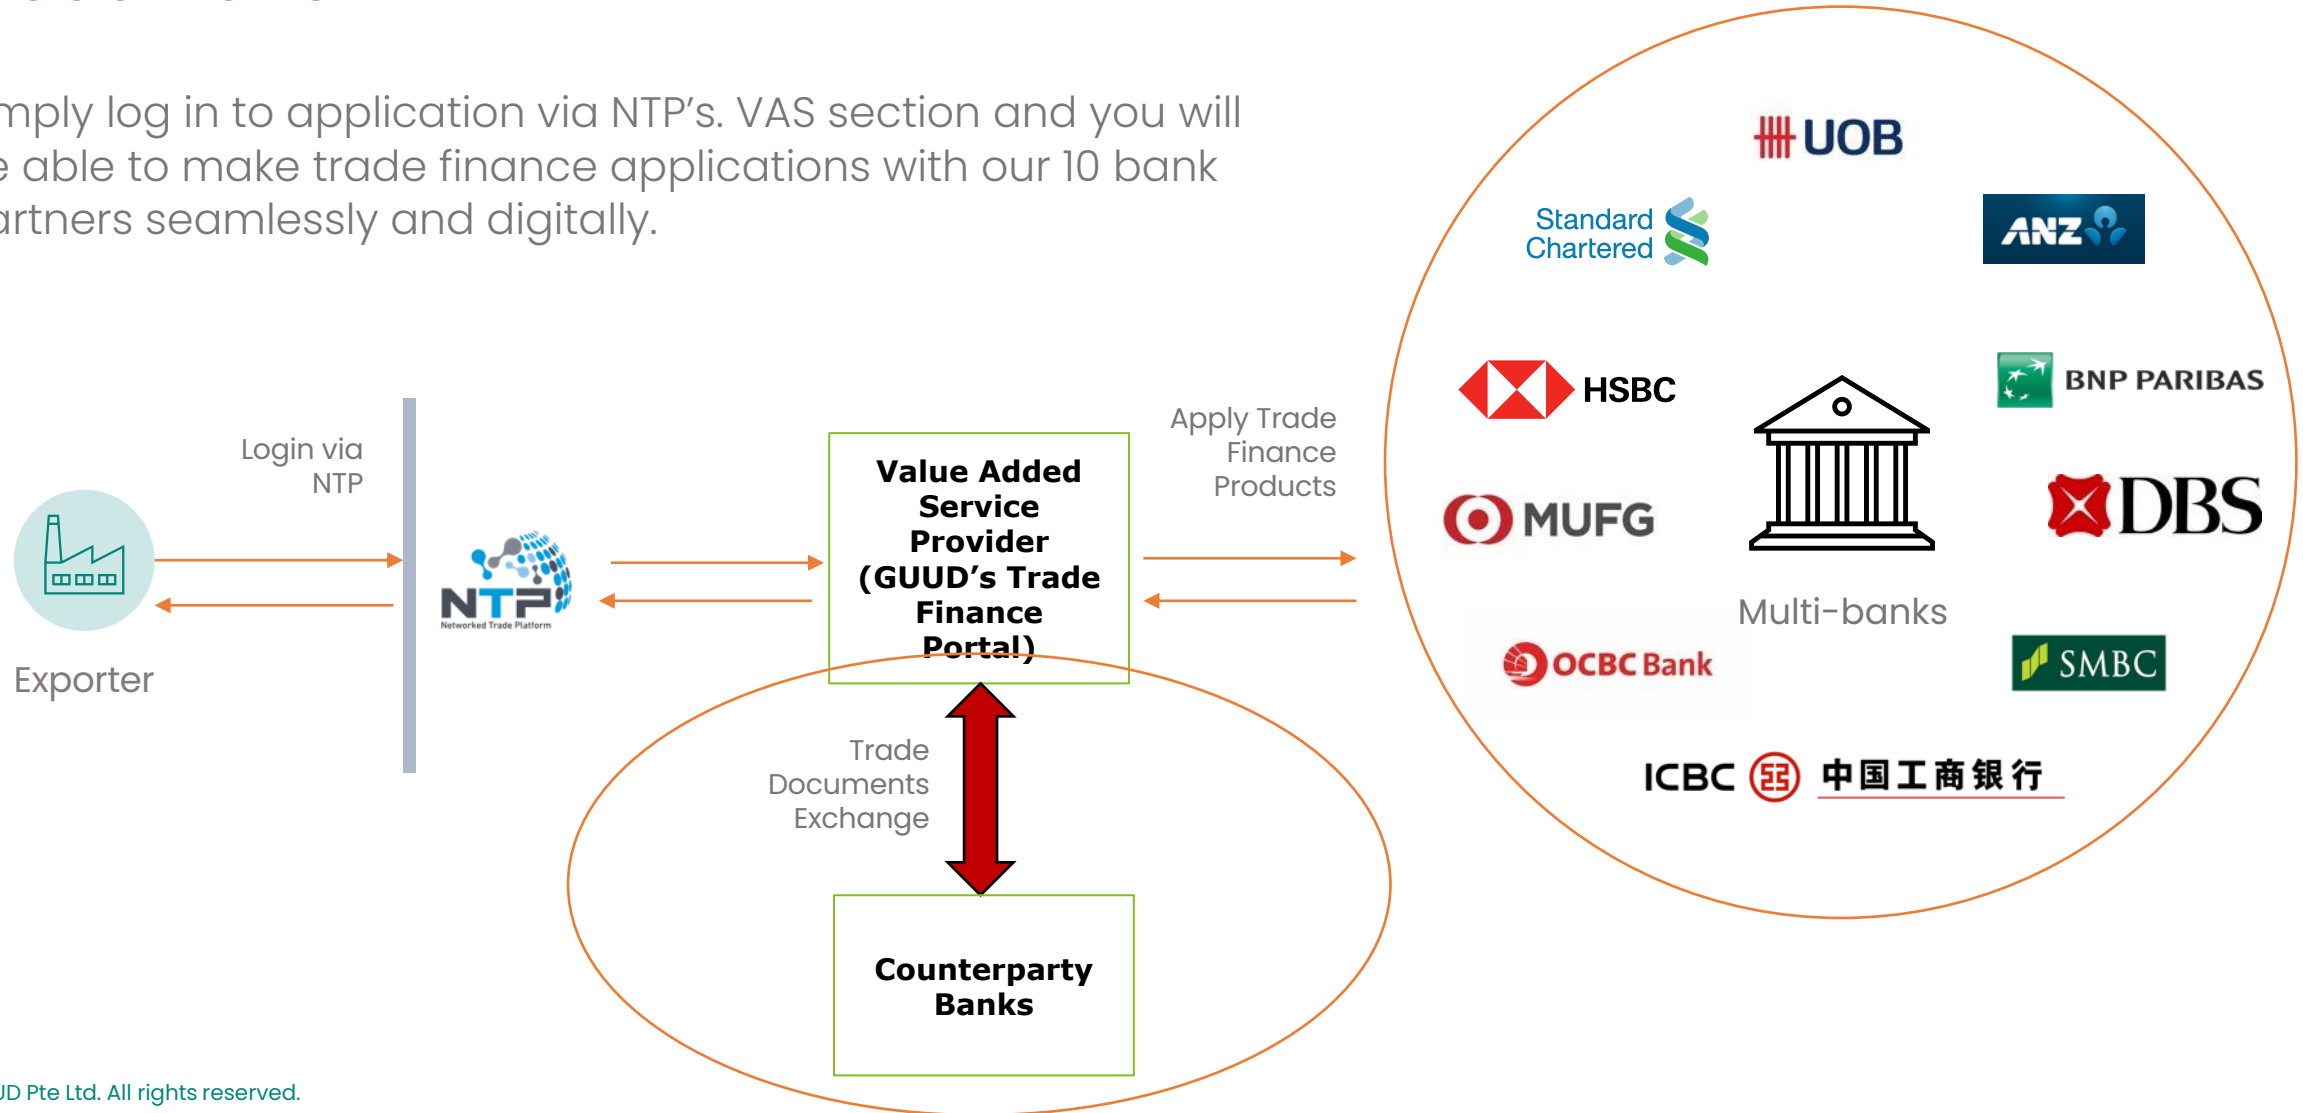 mply log in to application via NTP's. VAS section and you will
e able to make trade finance applications with our 10 bank
artners seamlessly and digitally.
UOB
Standard
Chartered
ANZ
HSBC
BNP PARIBAS
Login via
NTP
Apply Trade
Finance
Products
Value Added
Service
Provider
(GUUD's Trade
Finance
Portal)
MUFG
DBS
NTP
Networked Trade Platform
Multi-banks
Exporter
OCBC Bank
SMBC
Trade
Documents
Exchange
ICBC 中国工商银行
Counterparty
Banks
UD Pte Ltd. All rights reserved.